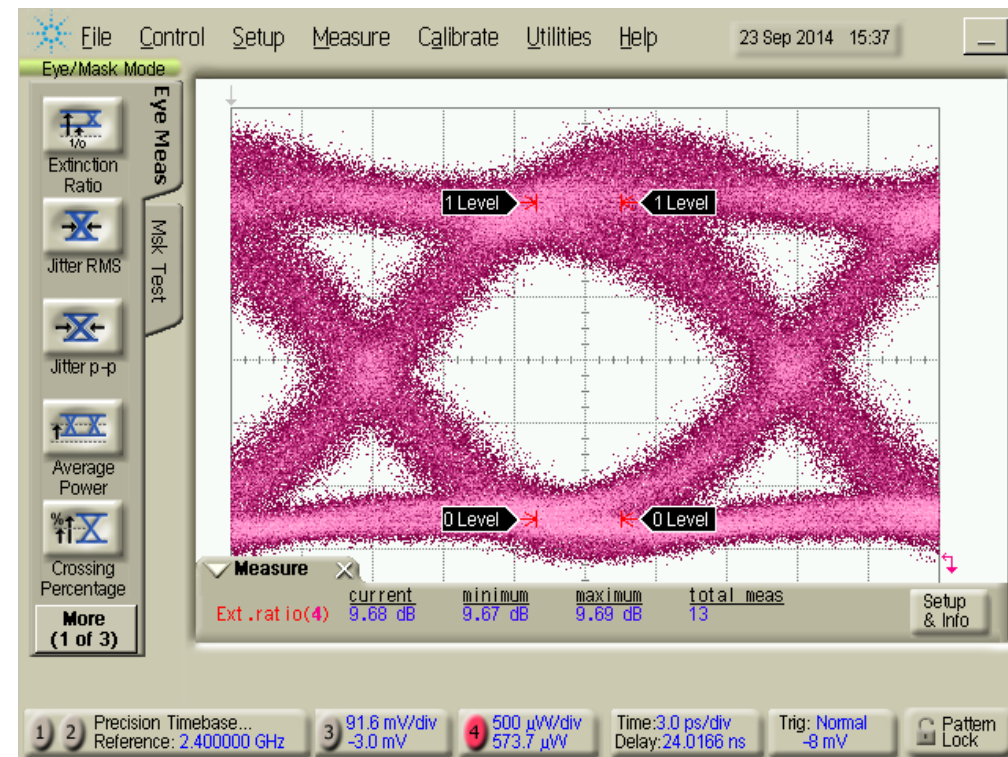 File Control Setup Measure Calibrate Utilities Help 23 Sep 2014 15:37
Eye/Mask Mode
Eye Meas
Msk Test
1/0
Extinction
Ratio
Jitter RMS
Jitter p-p
Average
Power
%
Crossing
Percentage
More
(1 of 3)
1 Level 1 Level
0 Level 0 Level
Measure
current minimum maximum total meas
Ext.ratio(4) 9.68 dB 9.67 dB 9.69 dB 13
Setup
& Info
1 2 Precision Timebase...
Reference: 2.400000 GHz
3 91.6 mV/div
-3.0 mV
4 500 µW/div
573.7 µW
Time:3.0 ps/div
Delay:24.0166 ns
Trig: Normal
-8 mV
Pattern
Lock